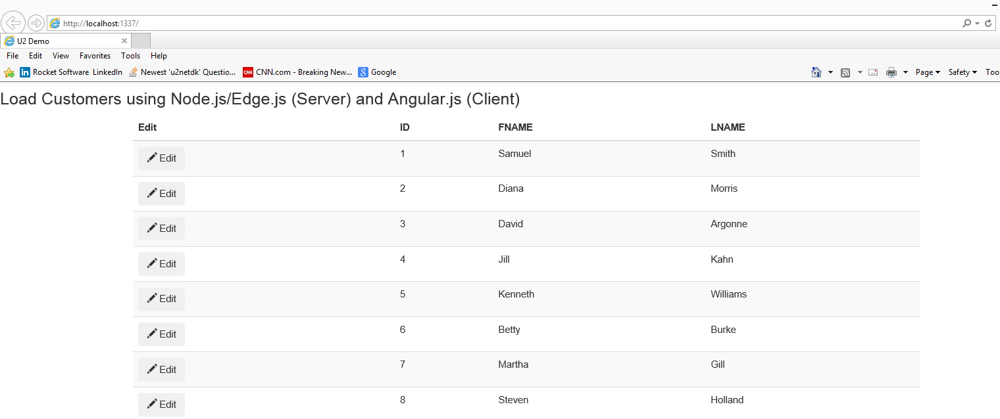 http://localhost:1337/
U2 Demo
File Edit View Favorites Tools Help
in Rocket Software LinkedIn Newest 'u2netdk' Questio... CNN CNN.com - Breaking New... 8 Google Page Safety Too
Load Customers using Node.js/Edge.js (Server) and Angular.js (Client)
Edit ID FNAME LNAME
Edit 1 Samuel Smith
Edit 2 Diana Morris
Edit 3 David Argonne
Edit 4 Jill Kahn
Edit 5 Kenneth Williams
Edit 6 Betty Burke
Edit 7 Martha Gill
Edit 8 Steven Holland